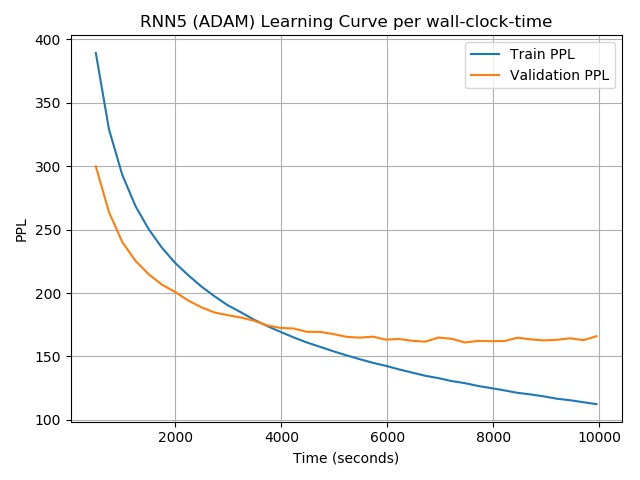 RNN5 (ADAM) Learning Curve per wall-clock-time
Train PPL
Validation PPL
400
350
300
250
200
150
100
PPL
2000 4000 6000 8000 10000
Time (seconds)